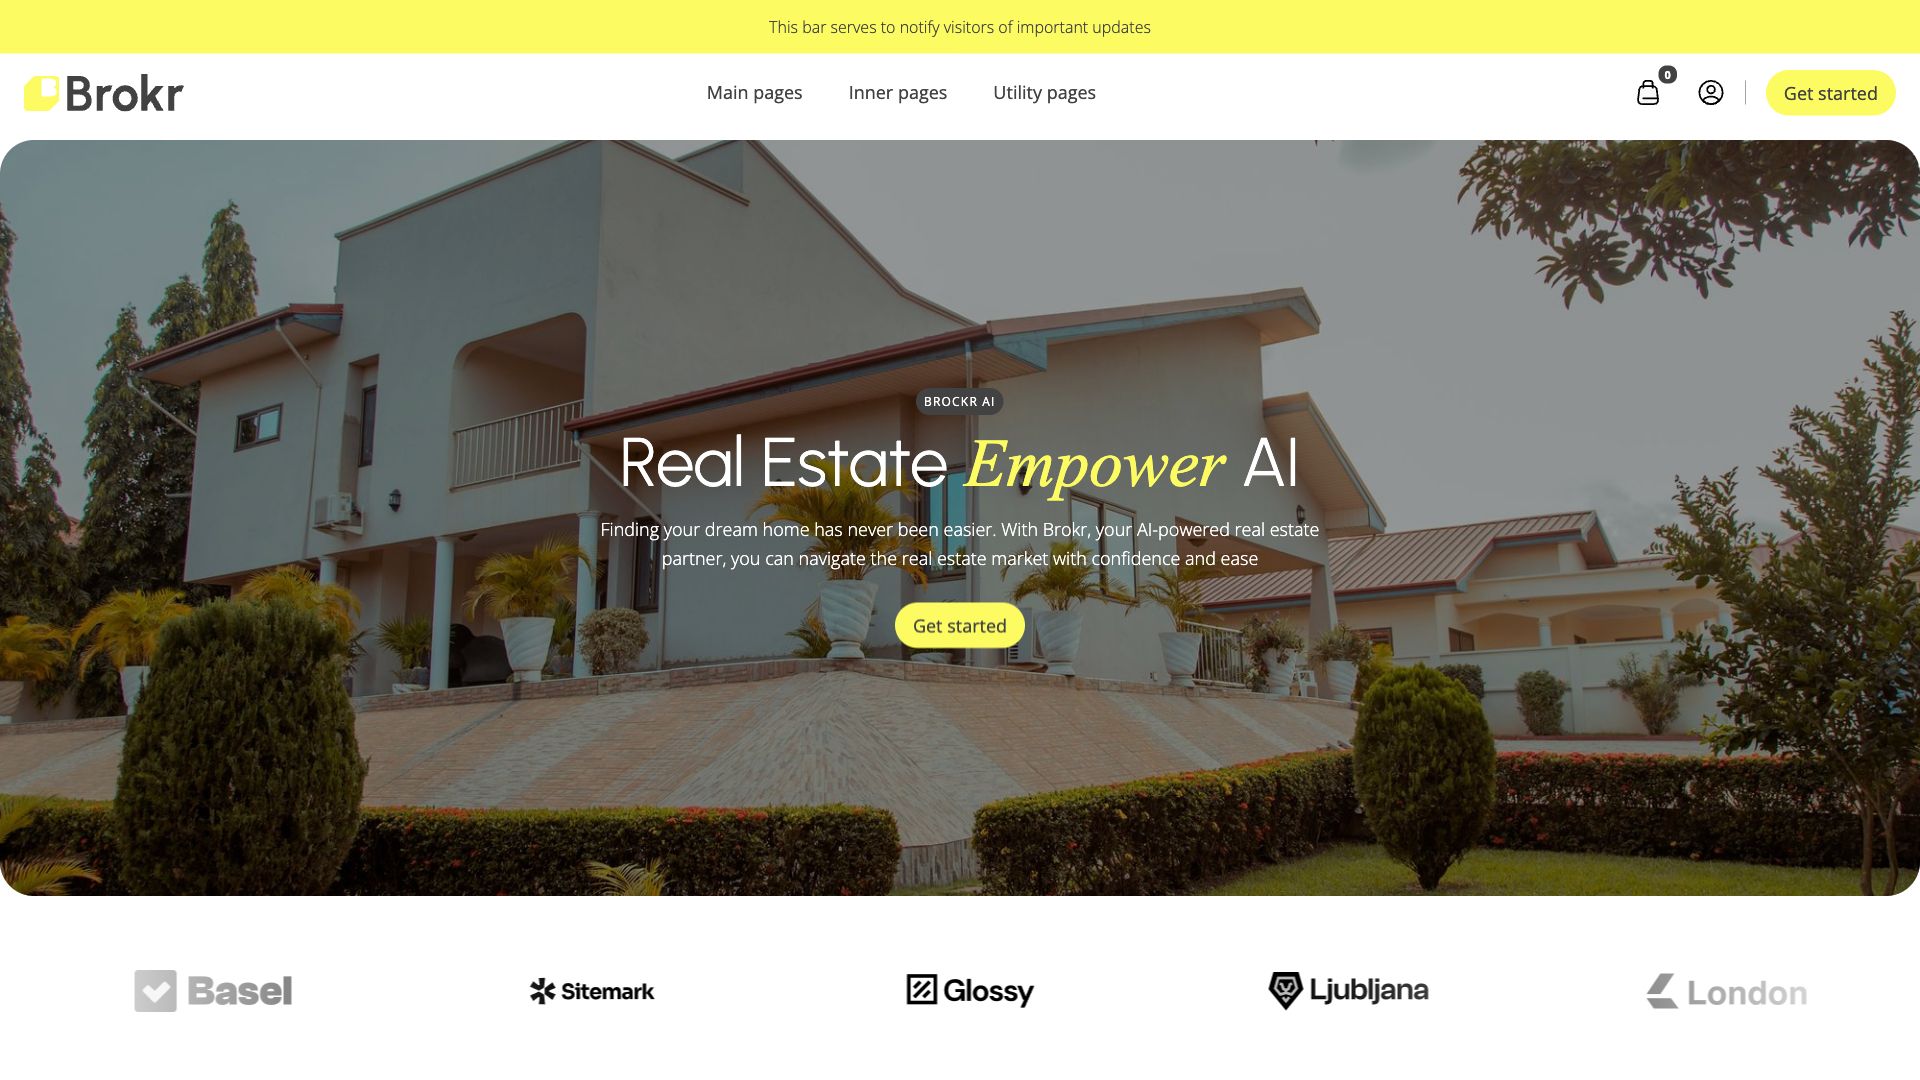 This bar serves to notify visitors of important updates
Brokr
Main pages
Inner pages
Utility pages
0
Get started
BROCKR AI
Real Estate Empower AI
Finding your dream home has never been easier. With Brokr, your AI-powered real estate
partner, you can navigate the real estate market with confidence and ease
Get started
Basel
Sitemark
Glossy
Ljubljana
London